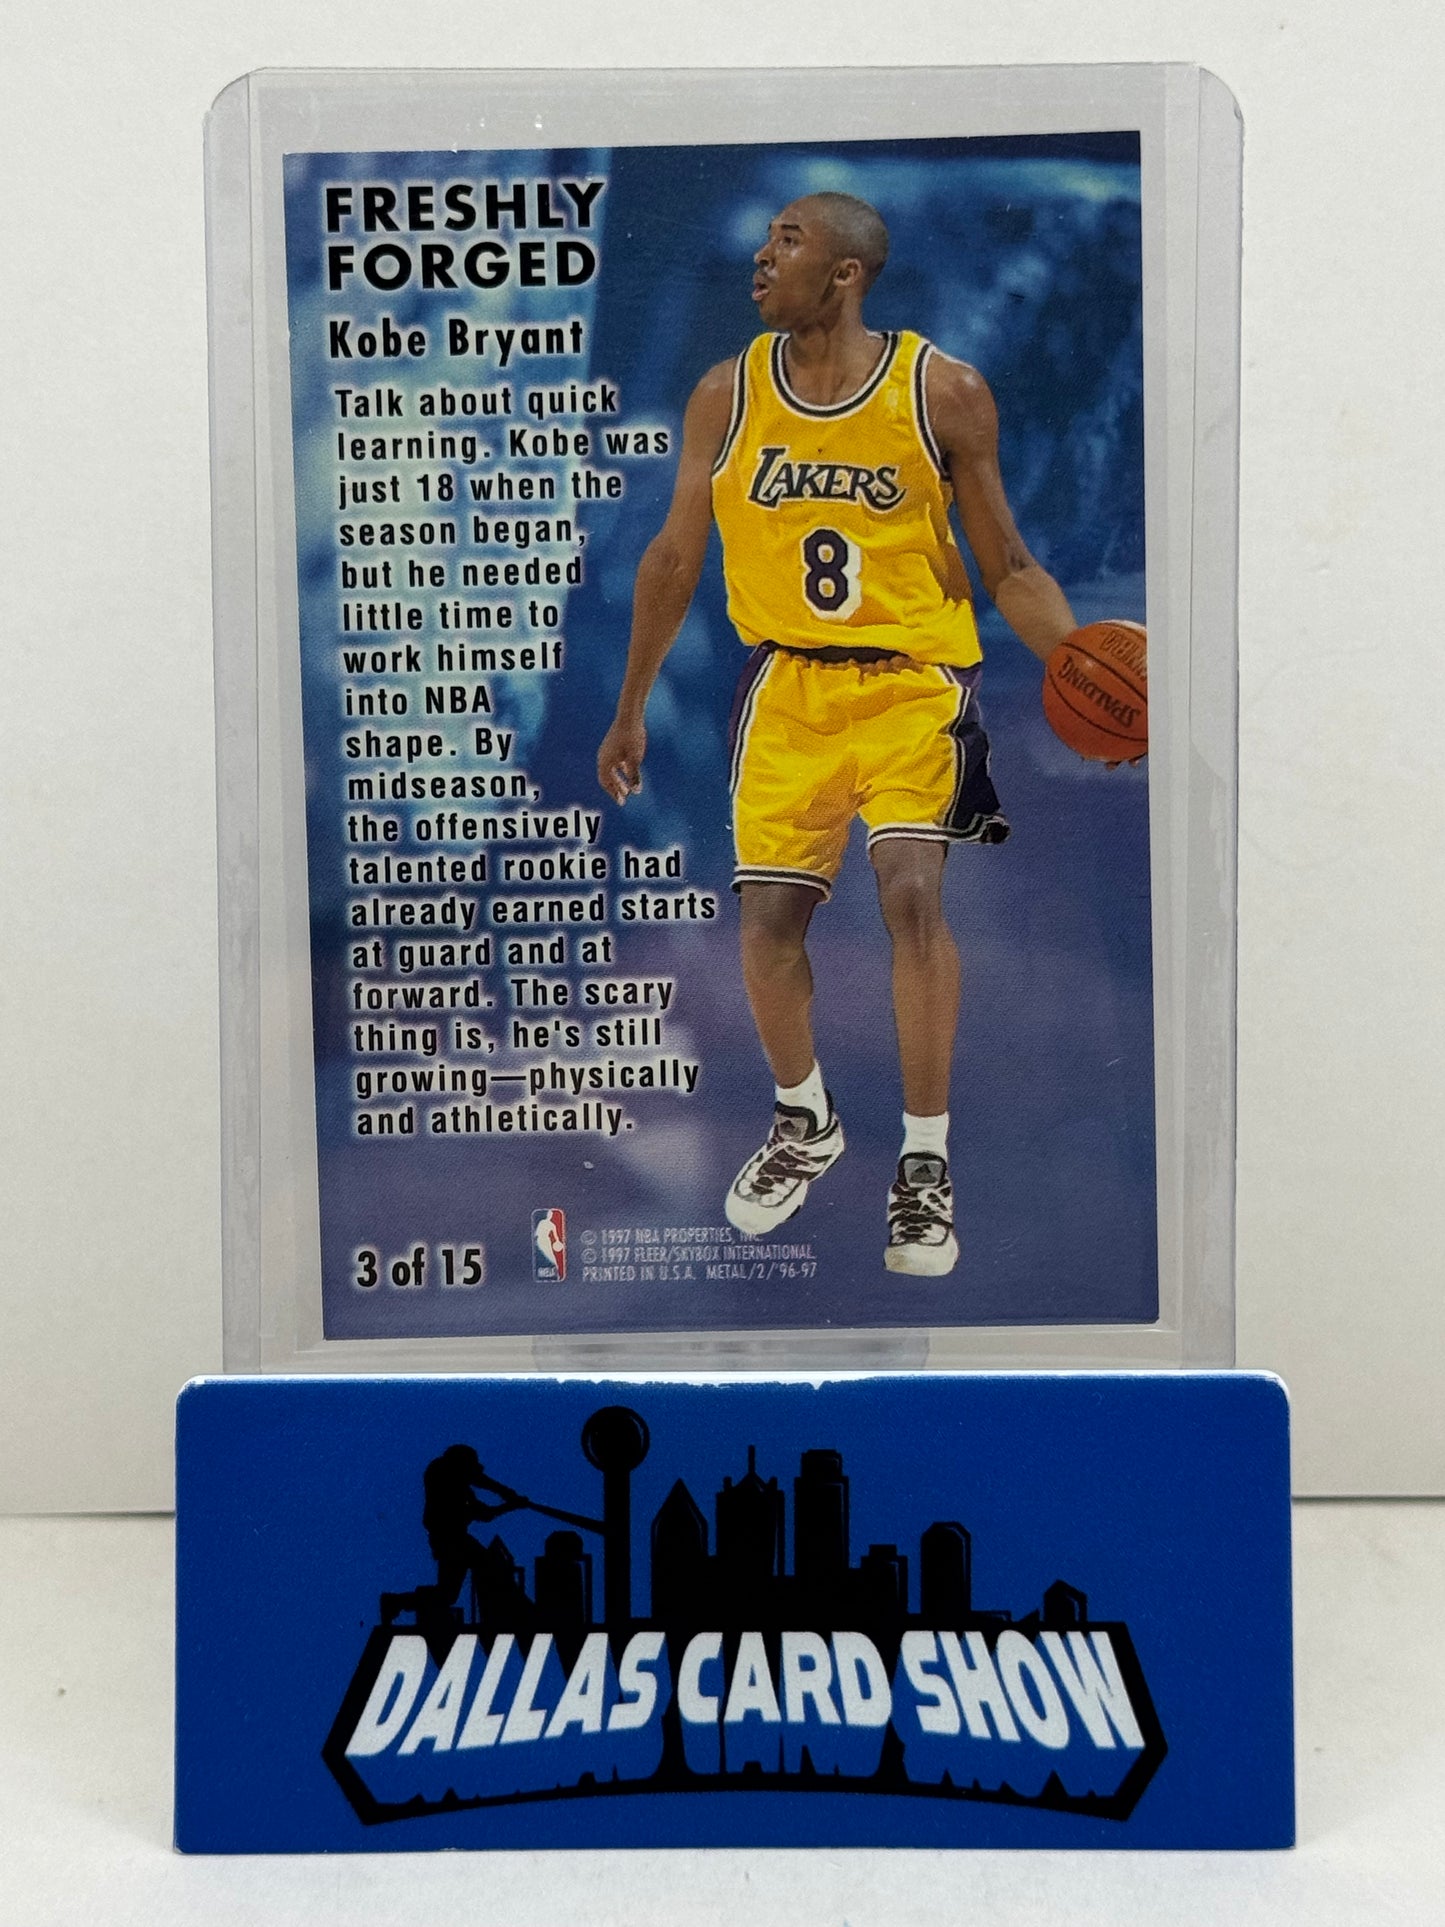 FRESHLY
FORGED
Kobe Bryant
Talk about quick
learning. Kobe was
just 18 when the
season began,
but he needed
little time to
work himself
into NBA
shape. By
midseason,
the offensively
talented rookie had
already earned starts
at guard and at
forward. The scary
thing is, he's still
growing—physically
and athletically.
LAKERS
8
SPALDING
3 of 15
NBA
© 1997 NBA PROPERTIES, INC.
© 1997 FLEER/SKYBOX INTERNATIONAL
PRINTED IN U.S.A. METAL/2/'96-97
DALLAS CARD SHOW